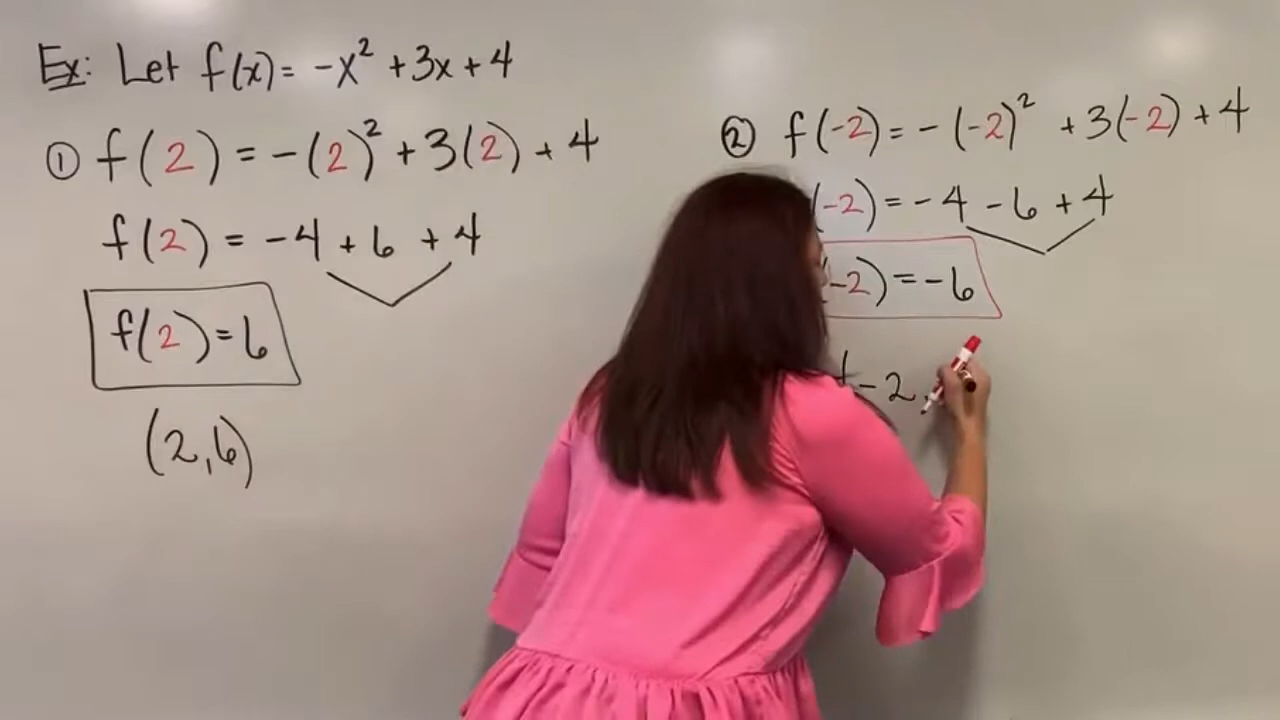 Ex: Let f(x) = -x² + 3x + 4
① f(2) = -(2)² + 3(2) + 4
f(2) = -4 + 6 + 4
f(2) = 6
(2,6)
② f(-2) = -(-2)² + 3(-2) + 4
(-2) = -4 - 6 + 4
(-2) = -6
-2,